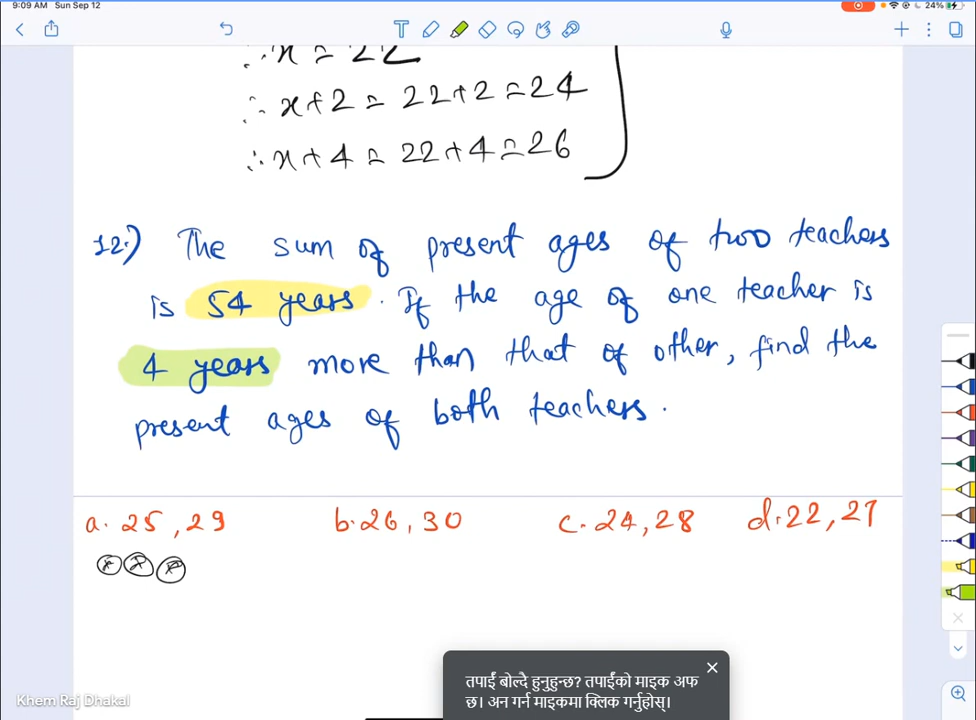 9:09 AM Sun Sep 12
24%
∴ x = 22
∴ x + 2 = 22 + 2 = 24
∴ x + 4 = 22 + 4 = 26
12.) The sum of present ages of two teachers
is 54 years. If the age of one teacher is
4 years more than that of other, find the
present ages of both teachers.
a. 25, 29 b. 26, 30 c. 24, 28 d. 22, 27
तपाईं बोल्दै हुनुहुन्छ? तपाईंको माइक अफ
छ। अन गर्न माइकमा क्लिक गर्नुहोस्।
Khem Raj Dhakal